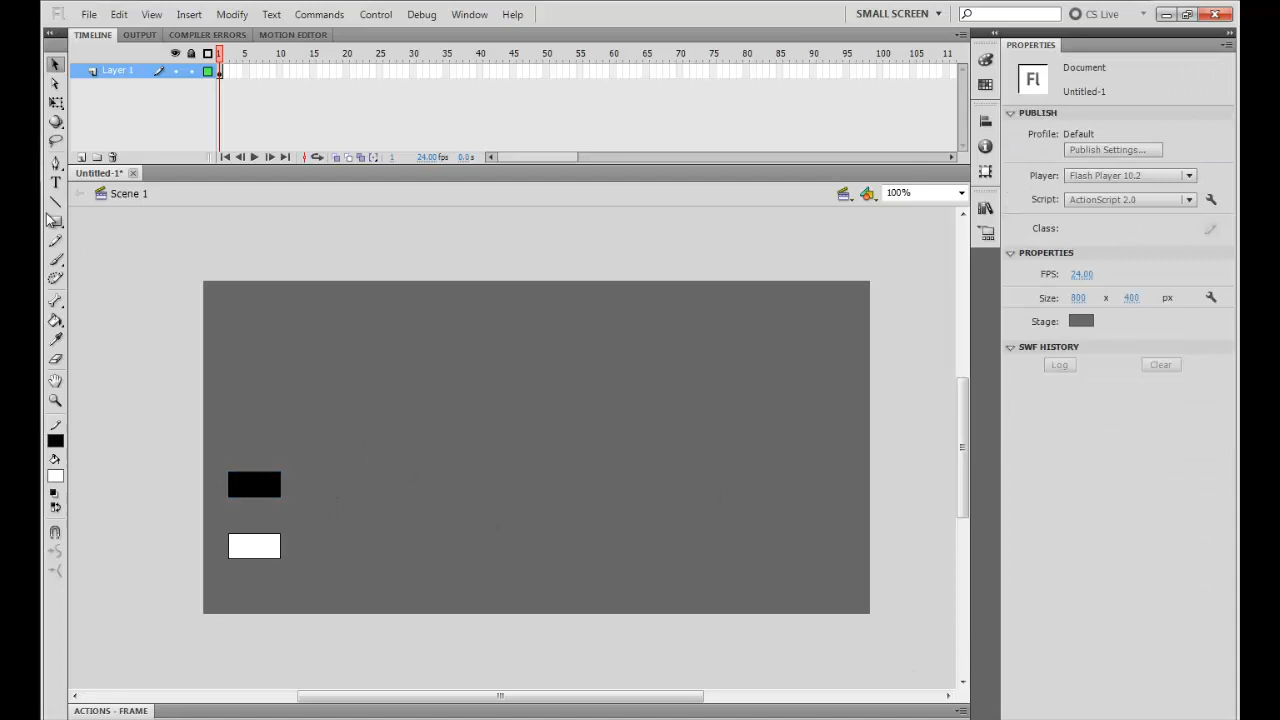 Fl File Edit View Insert Modify Text Commands Control Debug Window Help SMALL SCREEN CS Live
TIMELINE OUTPUT COMPILER ERRORS MOTION EDITOR
PROPERTIES
1 5 10 15 20 25 30 35 40 45 50 55 60 65 70 75 80 85 90 95 100 105 11
Layer 1
Fl
Document
Untitled-1
PUBLISH
Profile: Default
Publish Settings...
1 24.00 fps 0.0s
Untitled-1*
Player: Flash Player 10.2
Scene 1
100%
Script: ActionScript 2.0
Class:
PROPERTIES
FPS: 24.00
Size: 800 x 400 px
Stage:
SWF HISTORY
Log Clear
T
ACTIONS - FRAME